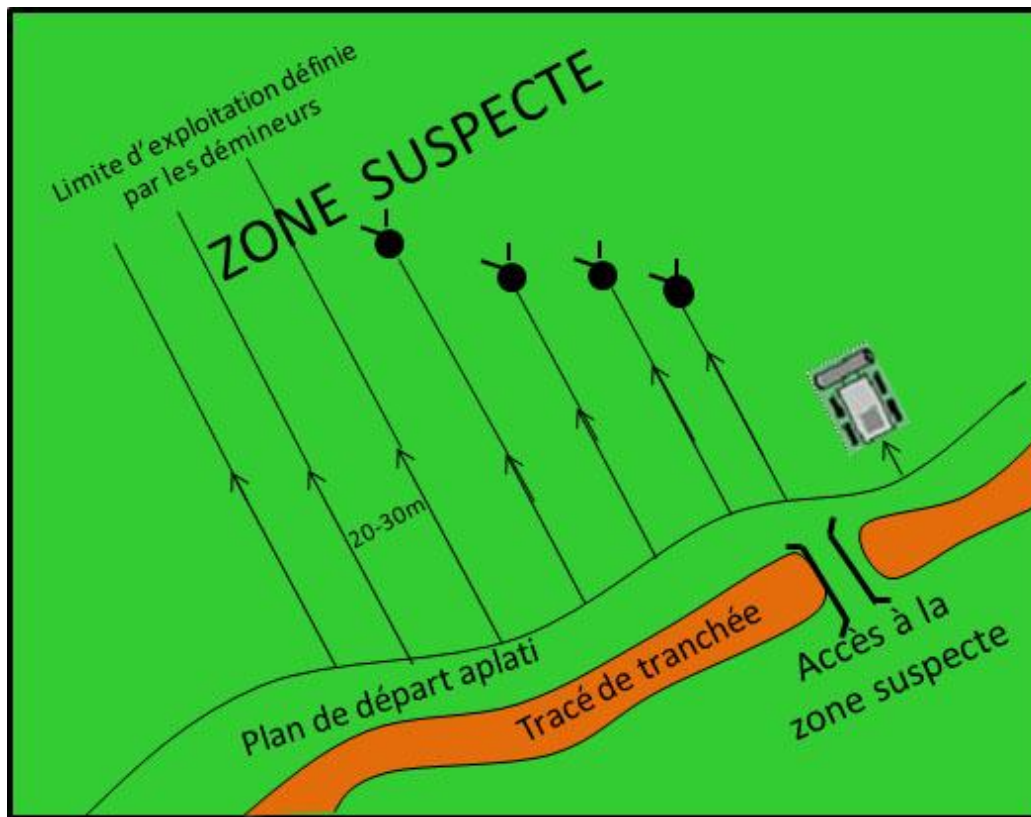 Limite d'exploitation définie
par les démineurs
ZONE SUSPECTE
20-30m
Plan de départ aplati
Tracé de tranchée
Accès à la
zone suspecte